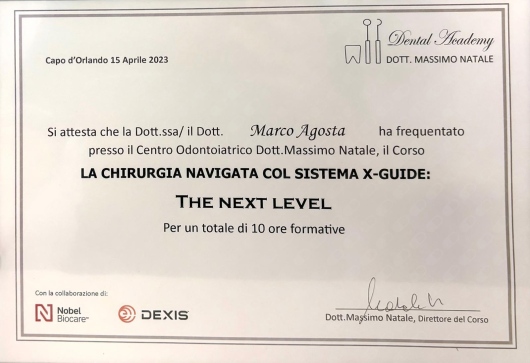 Capo d'Orlando 15 Aprile 2023
Dental Academy
DOTT. MASSIMO NATALE
Si attesta che la Dott.ssa/ il Dott. Marco Agosta ha frequentato
presso il Centro Odontoiatrico Dott.Massimo Natale, il Corso
LA CHIRURGIA NAVIGATA COL SISTEMA X-GUIDE:
THE NEXT LEVEL
Per un totale di 10 ore formative
Con la collaborazione di:
Nobel
Biocare™
DEXIS
Dott.Massimo Natale, Direttore del Corso